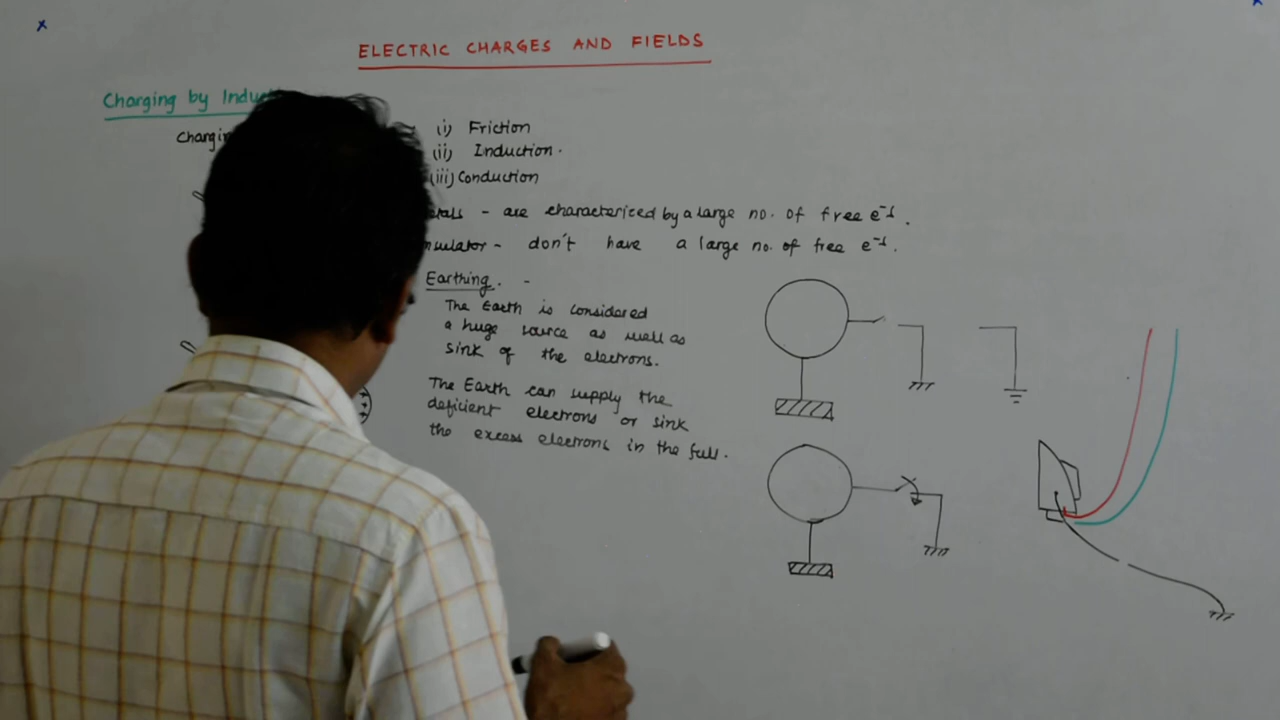 ELECTRIC CHARGES AND FIELDS
Charging by
(i) Friction
(ii) Induction.
(iii) Conduction
- are characterized by a large no. of free e⁻¹.
- don't have a large no. of free e⁻¹.
Earthing. -
The Earth is considered
a huge source as well as
sink of the electrons.
The Earth can supply the
deficient electrons or sink
the excess electrons in the full.